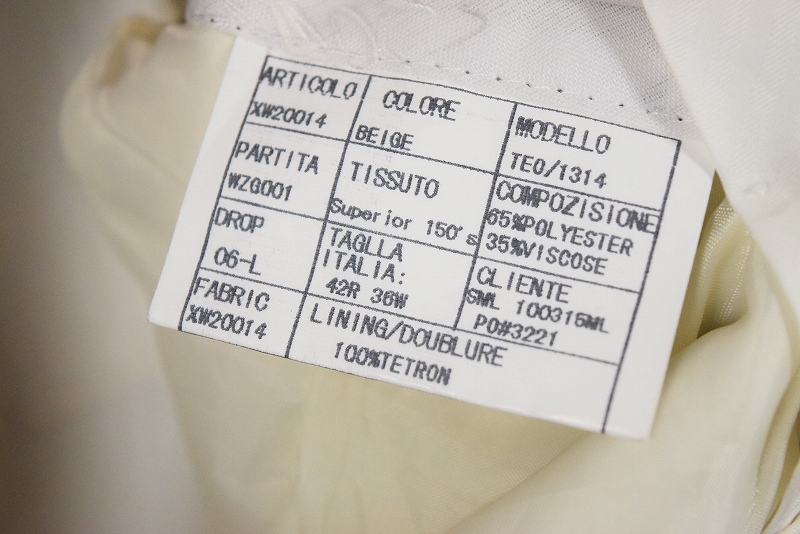 ARTICOLO
XW20014
COLORE
BEIGE
MODELLO
TEO/1314
PARTITA
WZG001
TISSUTO
Superior 150's
COMPOZISIONE
65%POLYESTER
35%VISCOSE
DROP
06-L
TAGLLA
ITALIA:
42R 36W
CLIENTE
SML 100315ML
PO#3221
FABRIC
XW20014
LINING/DOUBLURE
100%TETRON